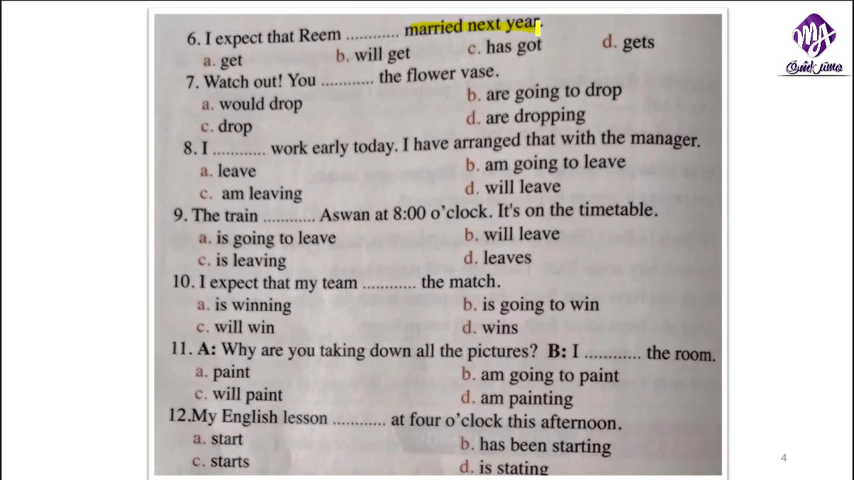 6. I expect that Reem ............ married next year.
a. get b. will get c. has got d. gets
7. Watch out! You ............ the flower vase.
a. would drop b. are going to drop
c. drop d. are dropping
8. I ............ work early today. I have arranged that with the manager.
a. leave b. am going to leave
c. am leaving d. will leave
9. The train ............ Aswan at 8:00 o'clock. It's on the timetable.
a. is going to leave b. will leave
c. is leaving d. leaves
10. I expect that my team ............ the match.
a. is winning b. is going to win
c. will win d. wins
11. A: Why are you taking down all the pictures? B: I ............ the room.
a. paint b. am going to paint
c. will paint d. am painting
12.My English lesson ............ at four o'clock this afternoon.
a. start b. has been starting
c. starts d. is stating
MA
4